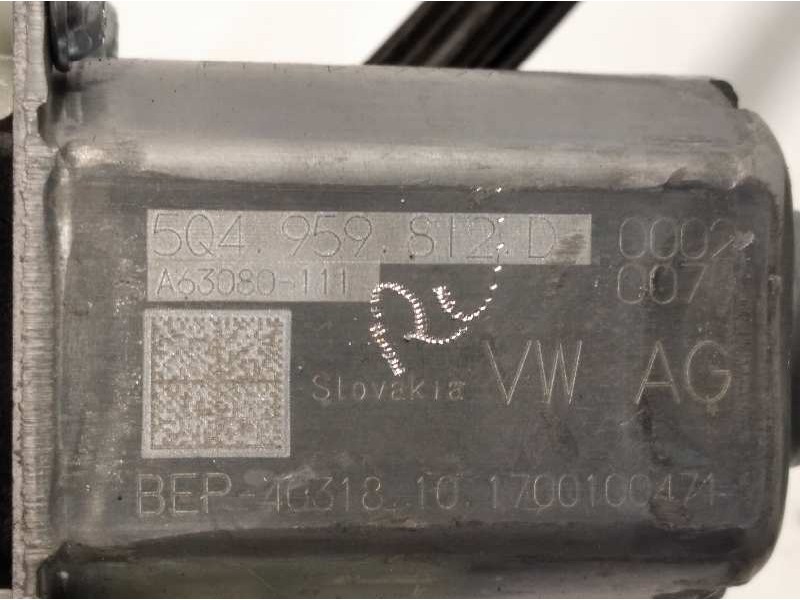 5Q4.959.812.D 0002
A63080-111 007
Slovakia VW AG
BEP-40318.10.1700100471